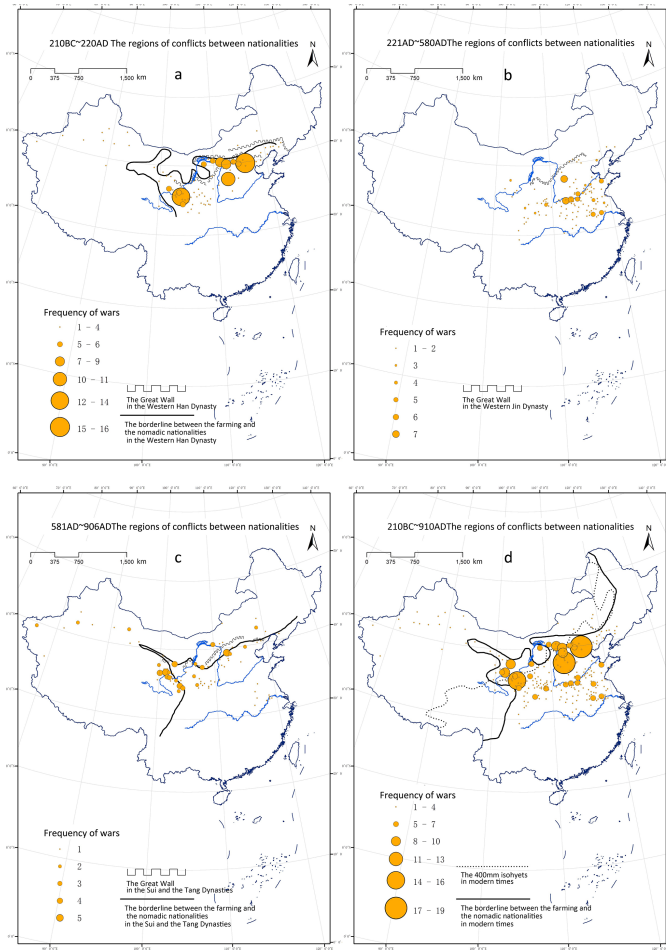 210BC~220AD The regions of conflicts between nationalities
N
0 375 750 1,500 km
a
Frequency of wars
1 - 4
5 - 6
7 - 9
10 - 11
12 - 14
15 - 16
The Great Wall
in the Western Han Dynasty
The borderline between the farming and
the nomadic nationalities
in the Western Han Dynasty
221AD~580AD The regions of conflicts between nationalities
N
0 375 750 1,500 km
b
Frequency of wars
1 - 2
3
4
5
6
7
The Great Wall
in the Western Jin Dynasty
581AD~906ADThe regions of conflicts between nationalities
N
0 375 750 1,500 km
c
Frequency of wars
1
2
3
4
5
The Great Wall
in the Sui and the Tang Dynasties
The borderline between the farming and
the nomadic nationalities
in the Sui and the Tang Dynasties
210BC~910ADThe regions of conflicts between nationalities
N
0 375 750 1,500 km
d
Frequency of wars
1 - 4
5 - 7
8 - 10
11 - 13
14 - 16
17 - 19
The 400mm isohyets
in modern times
The borderline between the farming and
the nomadic nationalities
in modern times